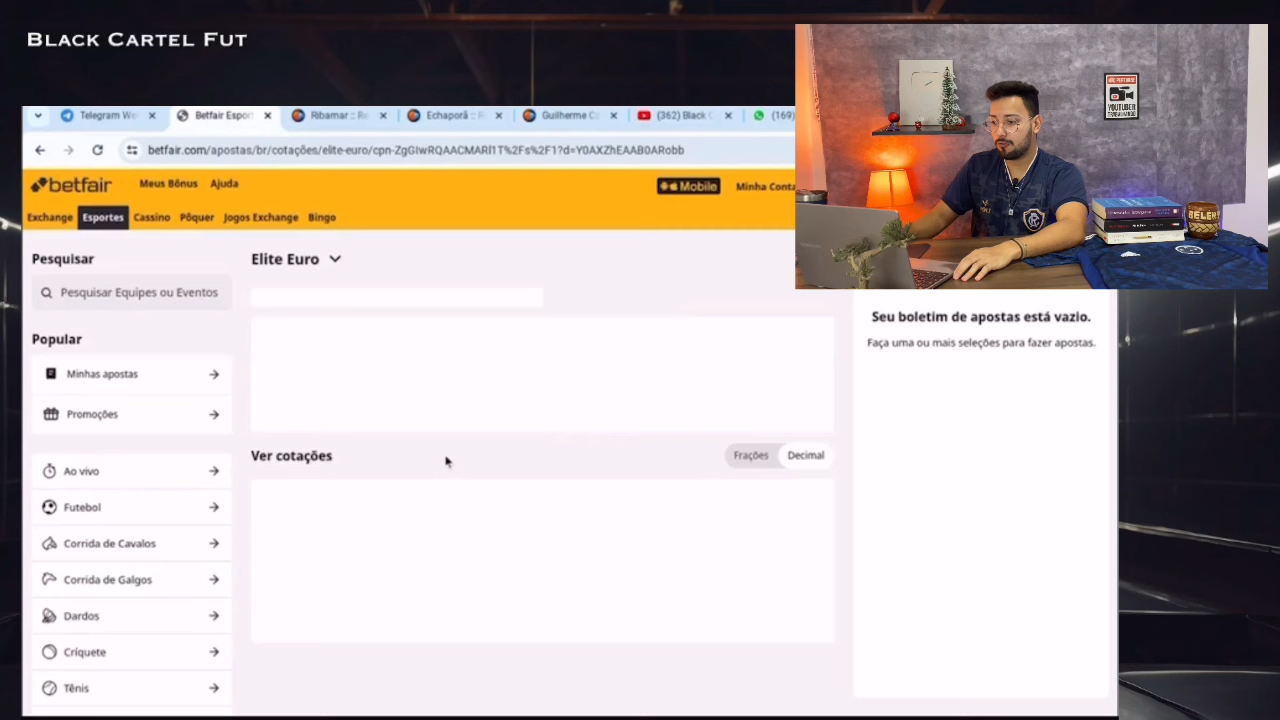 Black Cartel Fut
Telegram We
Betfair Espor
Ribamar :: Re
Echaporã :: R
Guilherme C
(362) Black C
(169)
betfair.com/apostas/br/cotações/elite-euro/cpn-ZgGIwRQAACMARl1T%2Fs%2F1?d=Y0AXZhEAAB0ARobb
betfair
Meus Bônus
Ajuda
Mobile
Minha Conta
Exchange
Esportes
Cassino
Pôquer
Jogos Exchange
Bingo
YOUTUBER
TRABALHANDO
BELÉM
Pesquisar
Pesquisar Equipes ou Eventos
Popular
Minhas apostas
Promoções
Ao vivo
Futebol
Corrida de Cavalos
Corrida de Galgos
Dardos
Críquete
Tênis
Elite Euro
Ver cotações
Frações
Decimal
Seu boletim de apostas está vazio.
Faça uma ou mais seleções para fazer apostas.